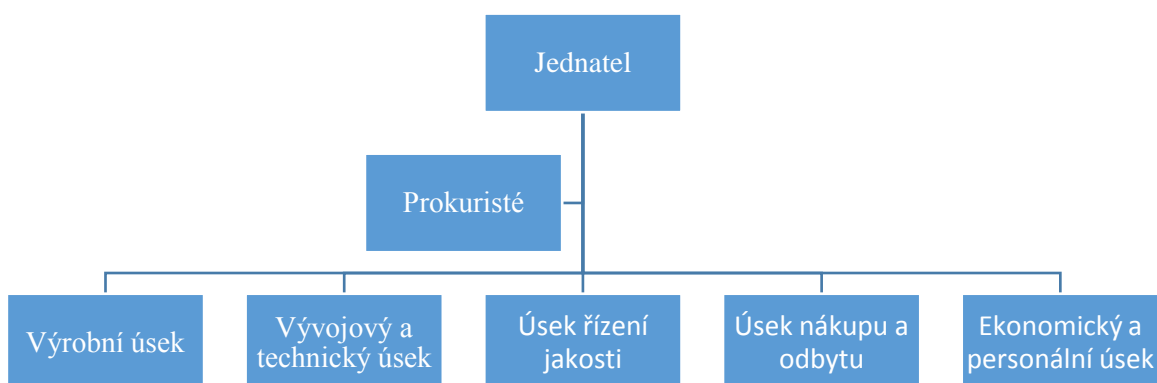 Jednatel
Prokuristé
Výrobní úsek
Vývojový a
technický úsek
Úsek řízení
jakosti
Úsek nákupu a
odbytu
Ekonomický a
personální úsek